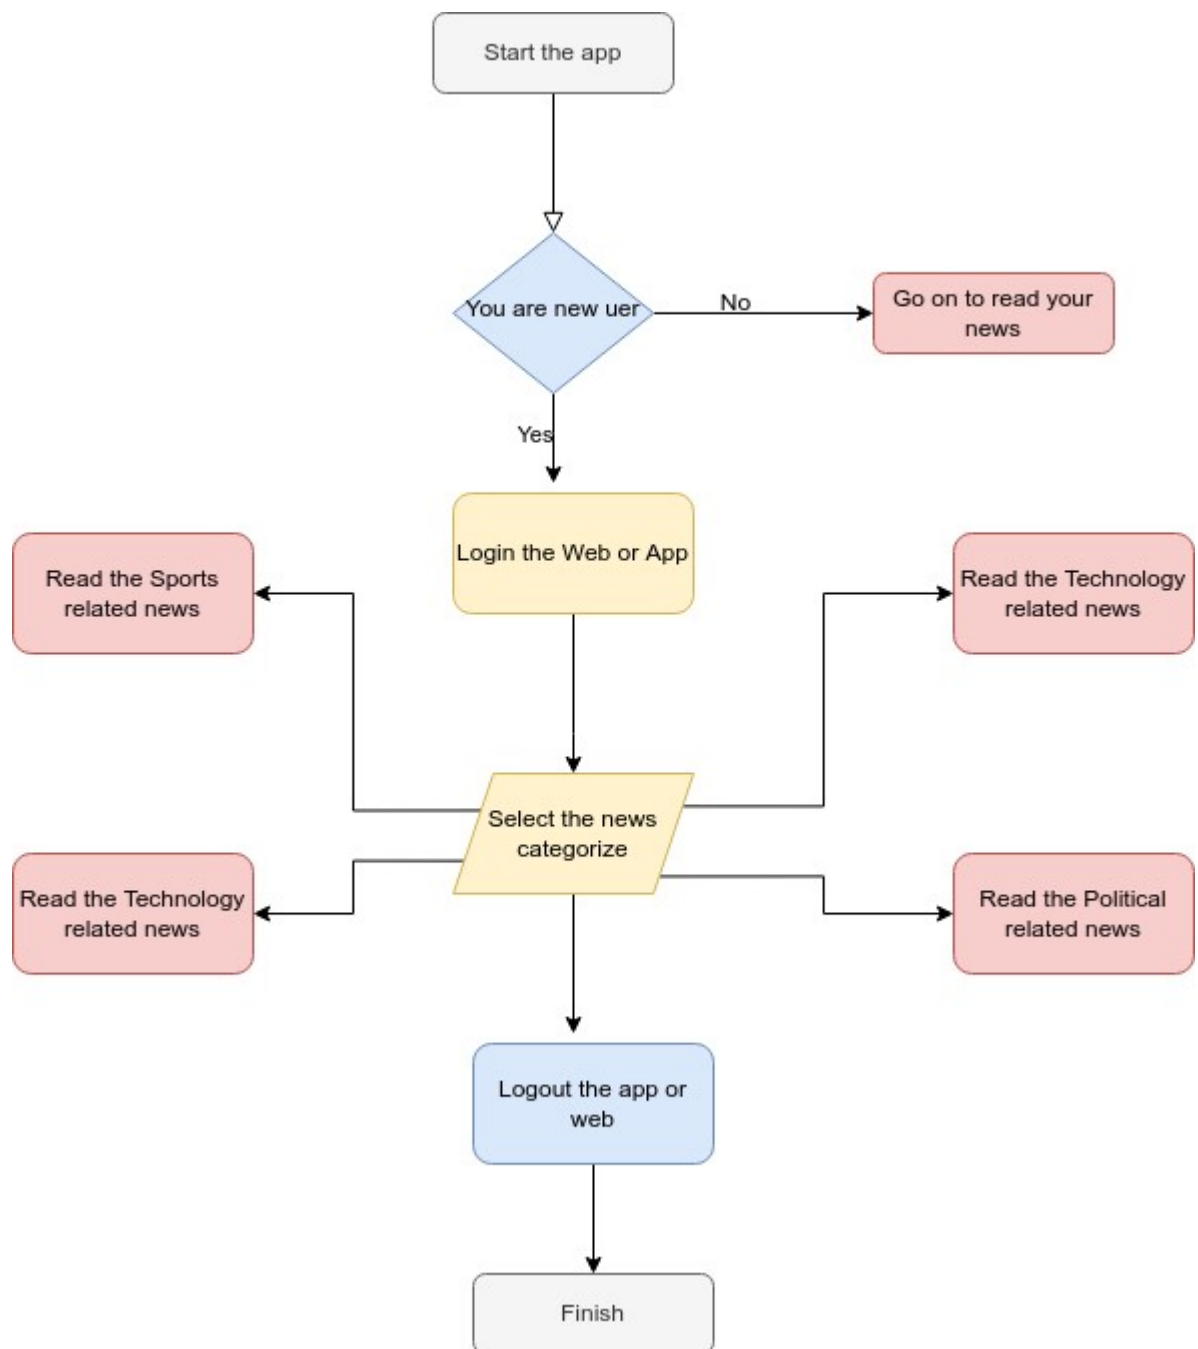 Start the app
You are new uer
No
Go on to read your
news
Yes
Login the Web or App
Read the Sports
related news
Read the Technology
related news
Select the news
categorize
Read the Technology
related news
Read the Political
related news
Logout the app or
web
Finish